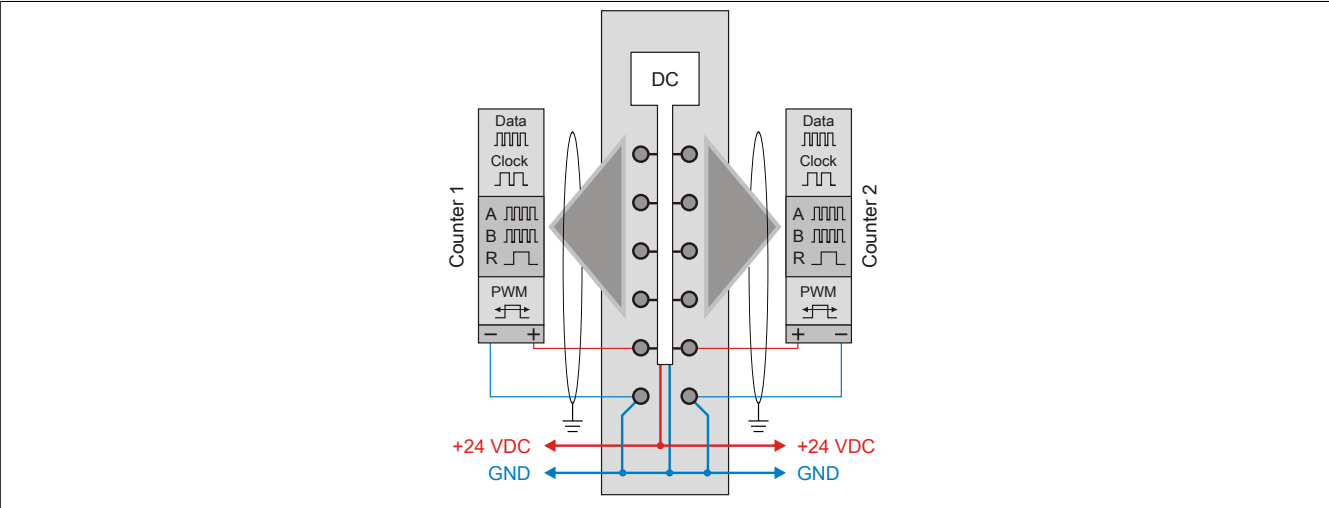 DC
Counter 1
Data
Clock
A
B
R
PWM
− +
Data
Clock
A
B
R
PWM
+ −
Counter 2
+24 VDC
+24 VDC
GND
GND